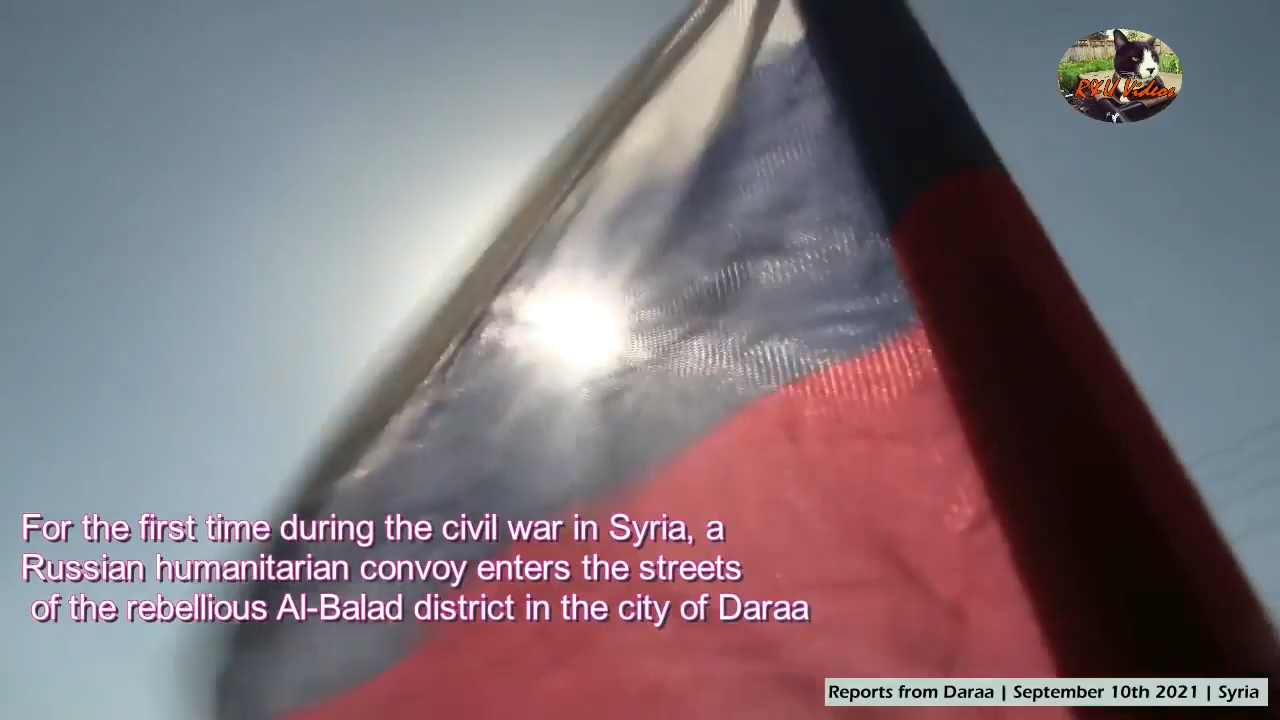 R&U Videos
For the first time during the civil war in Syria, a
Russian humanitarian convoy enters the streets
of the rebellious Al-Balad district in the city of Daraa
Reports from Daraa | September 10th 2021 | Syria